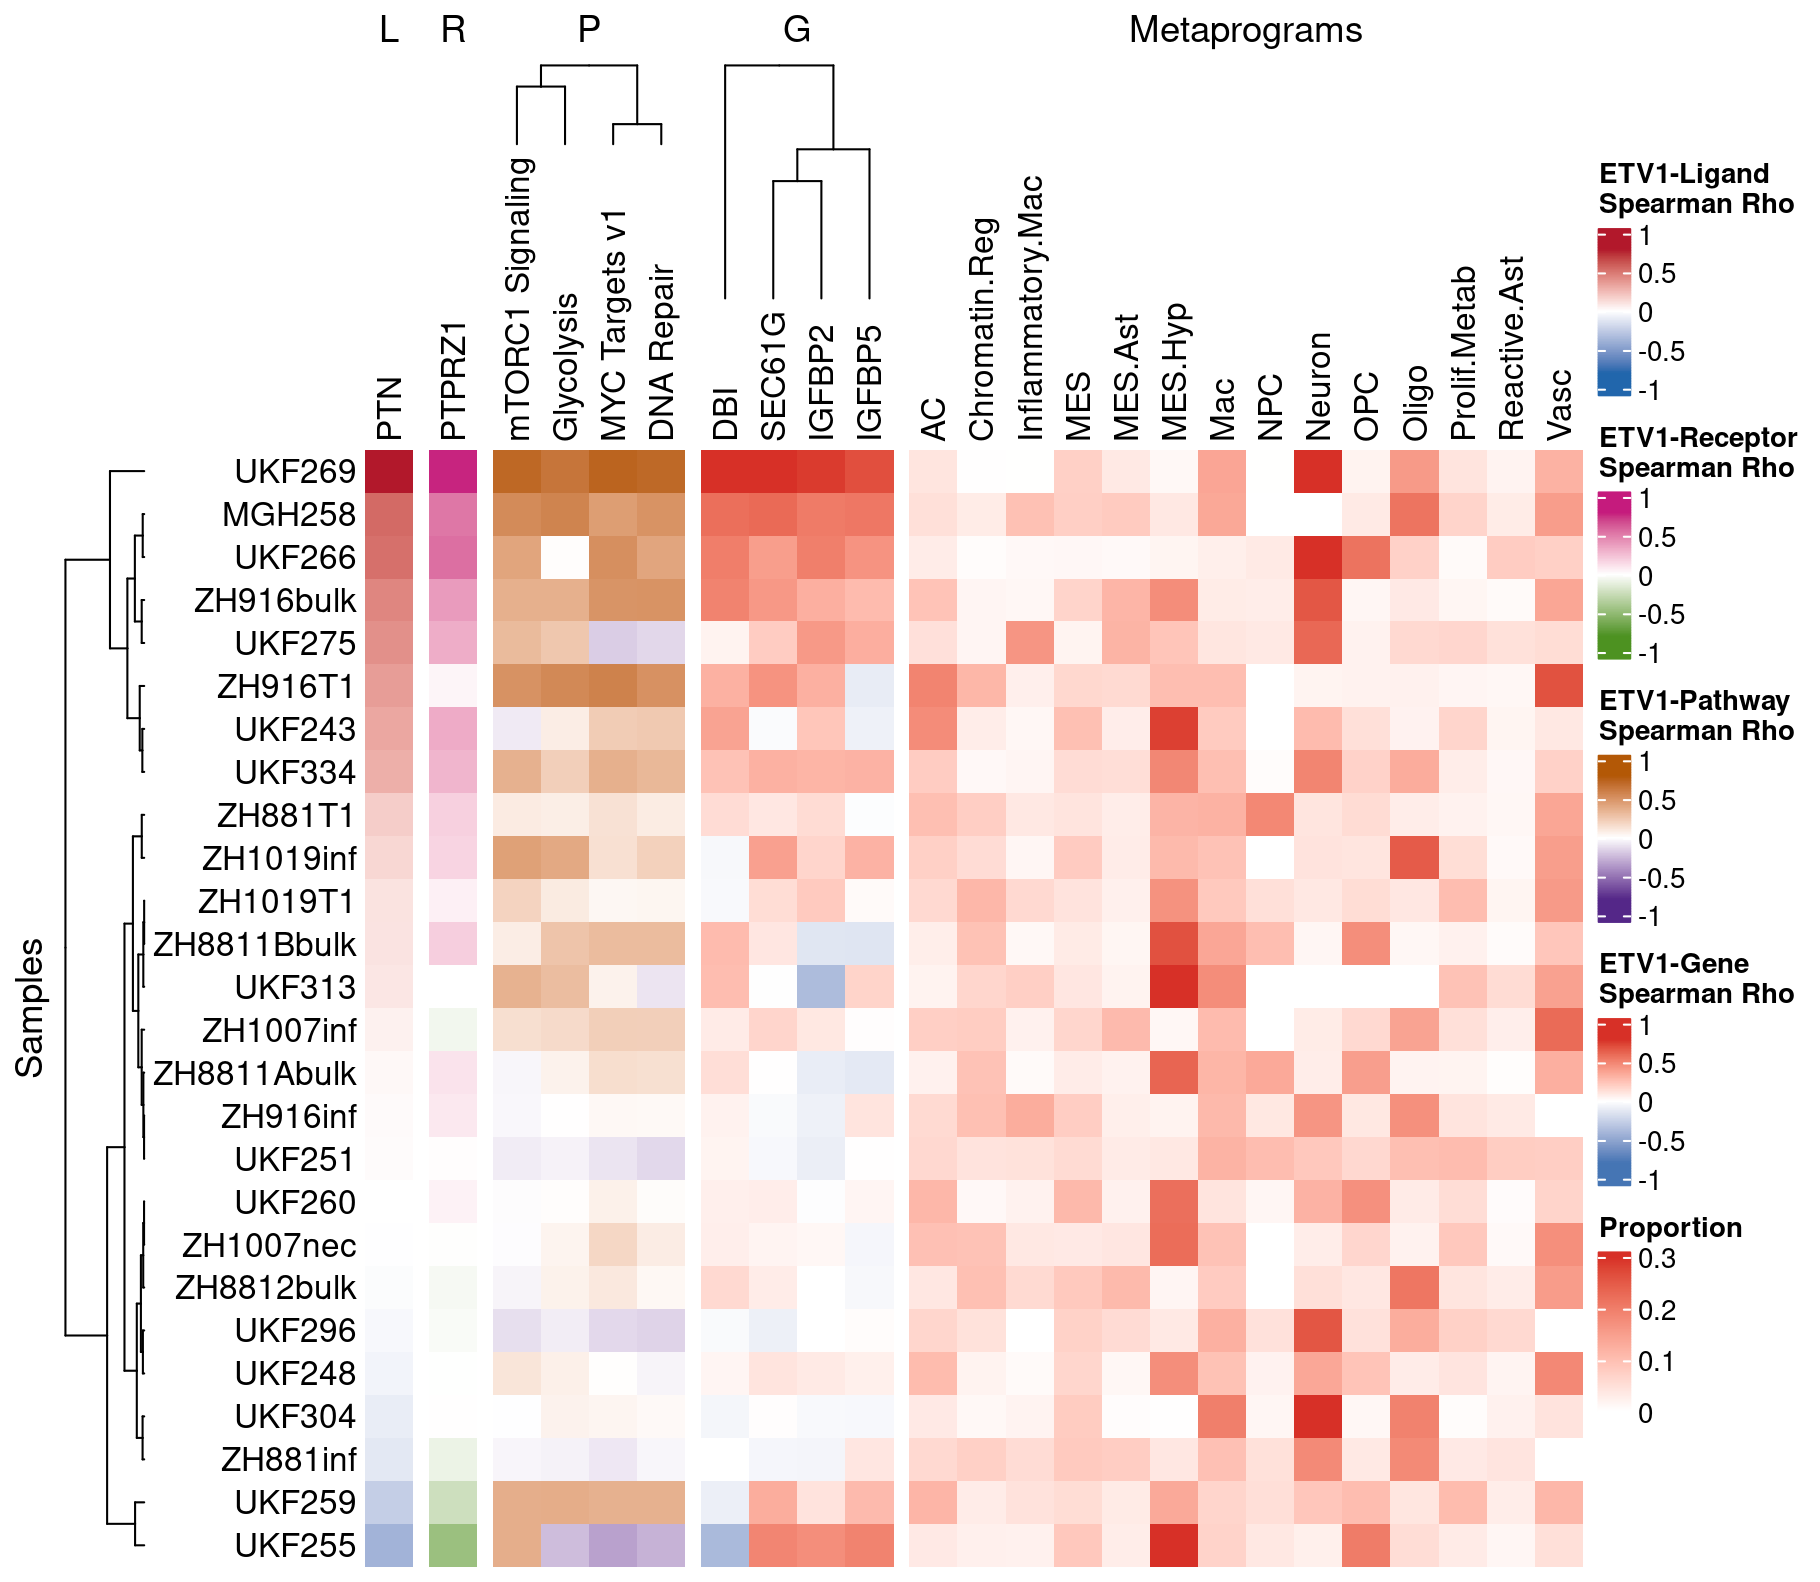 L R P G Metaprograms
PTN
PTPRZ1
mTORC1 Signaling
Glycolysis
MYC Targets v1
DNA Repair
DBI
SEC61G
IGFBP2
IGFBP5
AC
Chromatin.Reg
Inflammatory.Mac
MES
MES.Ast
MES.Hyp
Mac
NPC
Neuron
OPC
Oligo
Prolif.Metab
Reactive.Ast
Vasc
Samples
UKF269
MGH258
UKF266
ZH916bulk
UKF275
ZH916T1
UKF243
UKF334
ZH881T1
ZH1019inf
ZH1019T1
ZH8811Bbulk
UKF313
ZH1007inf
ZH8811Abulk
ZH916inf
UKF251
UKF260
ZH1007nec
ZH8812bulk
UKF296
UKF248
UKF304
ZH881inf
UKF259
UKF255
ETV1-Ligand
Spearman Rho
1
0.5
0
-0.5
-1
ETV1-Receptor
Spearman Rho
1
0.5
0
-0.5
-1
ETV1-Pathway
Spearman Rho
1
0.5
0
-0.5
-1
ETV1-Gene
Spearman Rho
1
0.5
0
-0.5
-1
Proportion
0.3
0.2
0.1
0